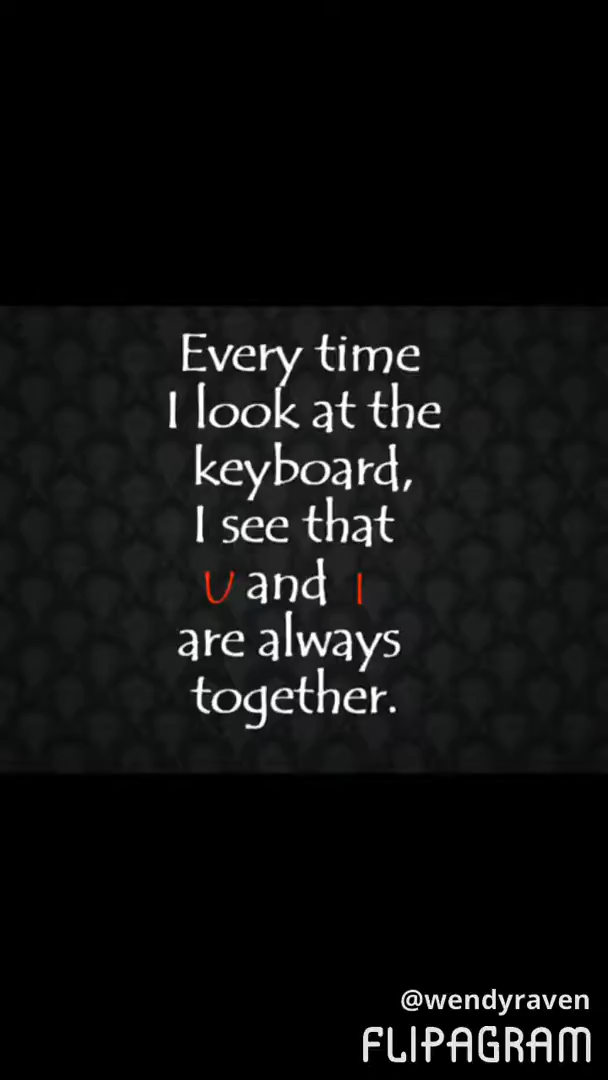 Every time
I look at the
keyboard,
I see that
U and I
are always
together.
@wendyraven
FLIPAGRAM